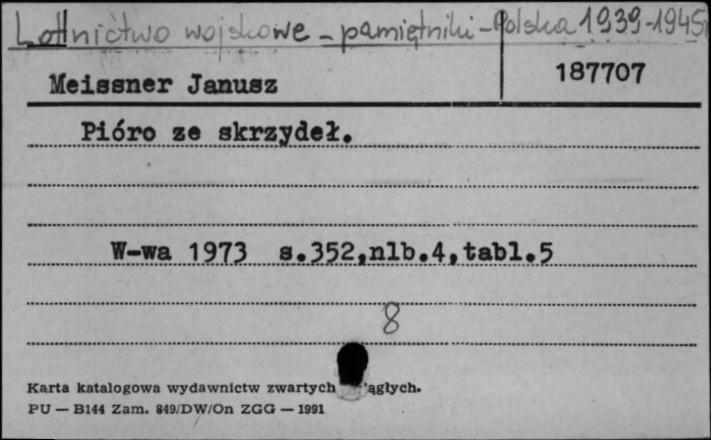 Lotnictwo wojskowe - pamiętniki - Polska 1939-1945
Meissner Janusz 187707
Pióro ze skrzydeł.
W-wa 1973 s.352,nlb.4,tabl.5
8
Karta katalogowa wydawnictw zwartych ągłych.
PU — B144 Zam. 849/DW/On ZGG — 1991